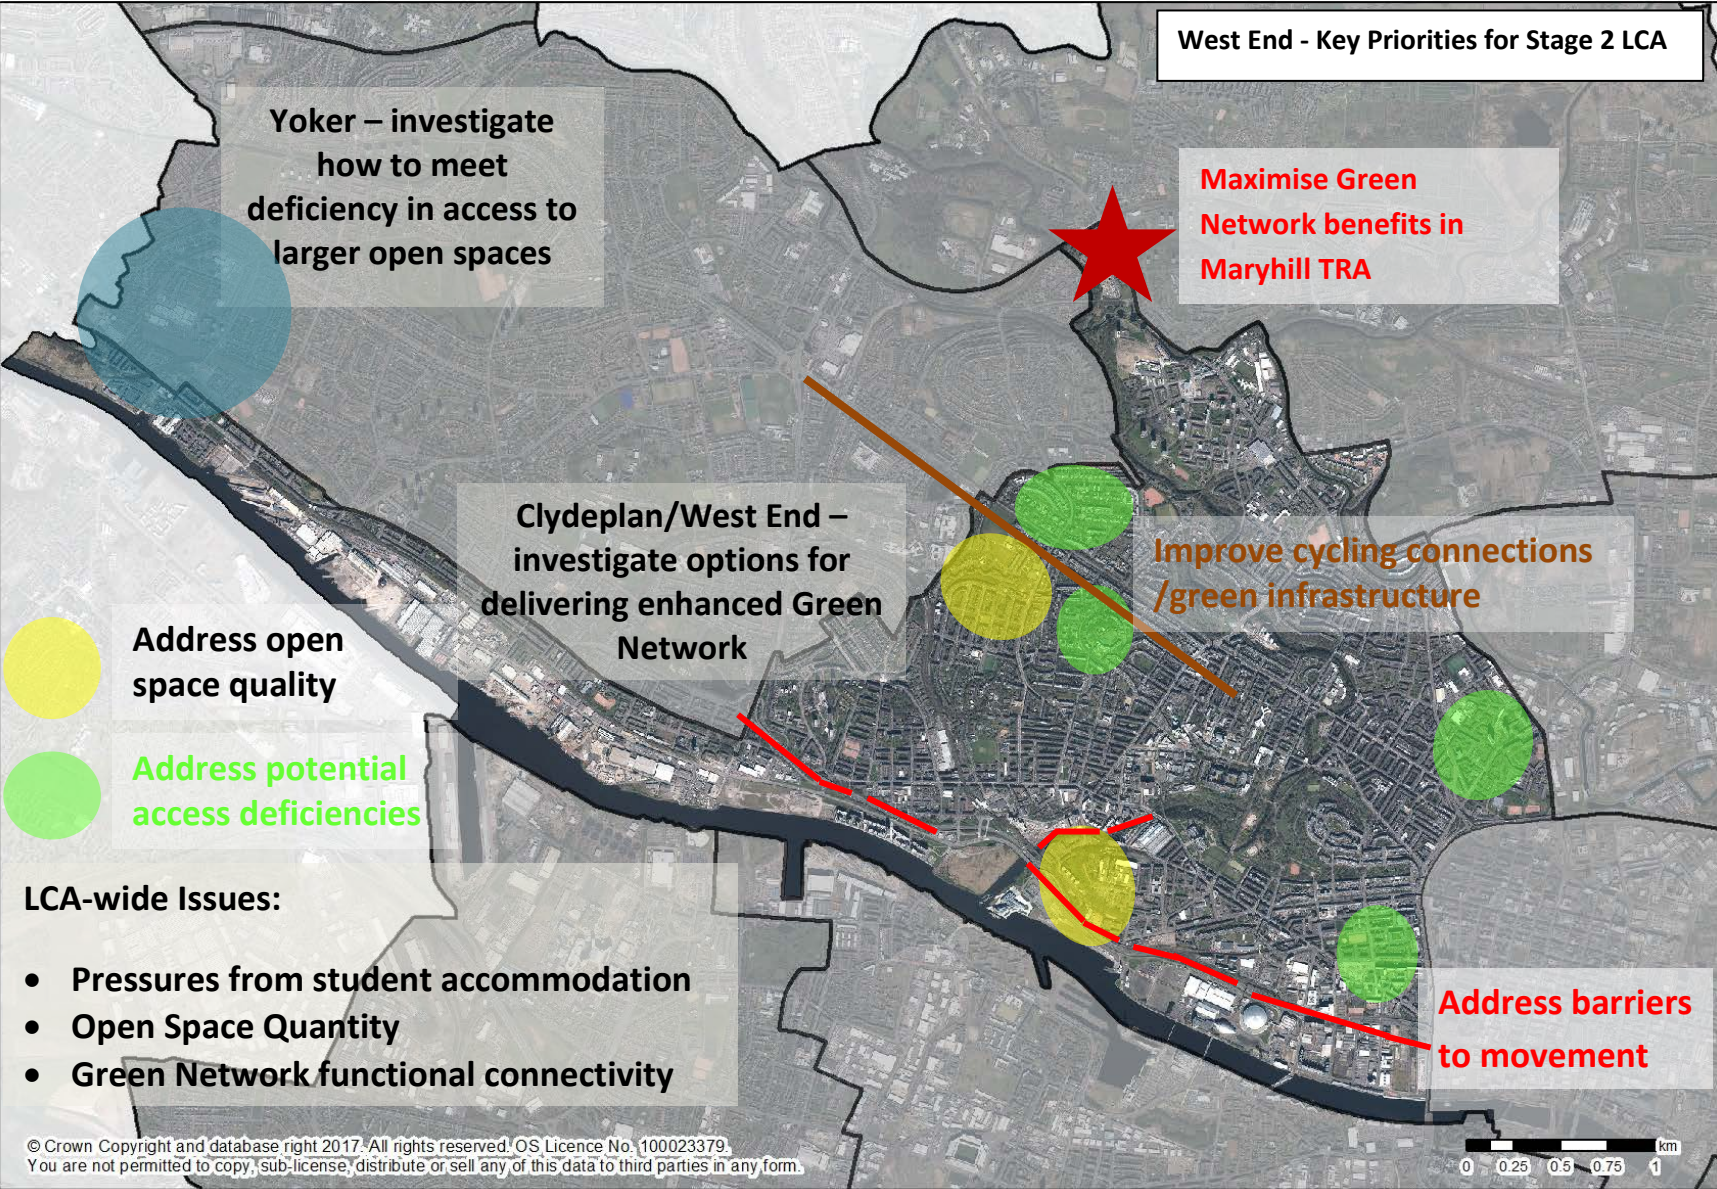 West End - Key Priorities for Stage 2 LCA
Yoker – investigate
how to meet
deficiency in access to
larger open spaces
Maximise Green
Network benefits in
Maryhill TRA
Clydeplan/West End –
investigate options for
delivering enhanced Green
Network
Improve cycling connections
/green infrastructure
Address open
space quality
Address potential
access deficiencies
LCA-wide Issues:
• Pressures from student accommodation
• Open Space Quantity
• Green Network functional connectivity
Address barriers
to movement
© Crown Copyright and database right 2017. All rights reserved. OS Licence No. 100023379.
You are not permitted to copy, sub-license, distribute or sell any of this data to third parties in any form.
km
0 0.25 0.5 0.75 1